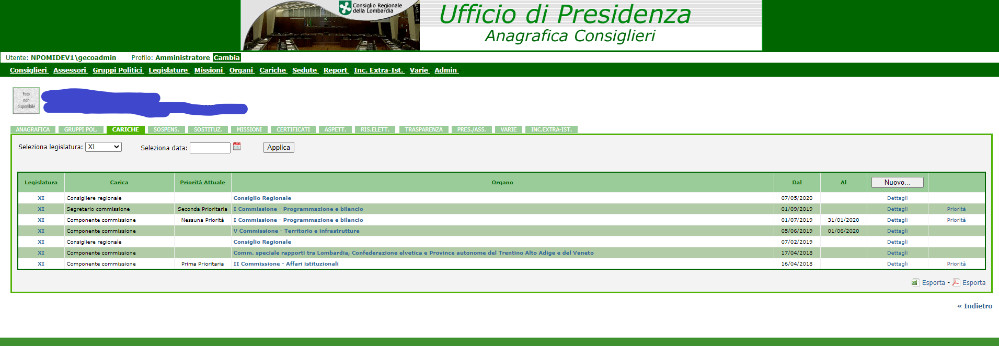 Consiglio Regionale
della Lombardia
Ufficio di Presidenza
Anagrafica Consiglieri
Utente: NPOMIDEV1\gecoadmin Profilo: Amministratore Cambia
Consiglieri - Assessori - Gruppi Politici - Legislature - Missioni - Organi - Cariche - Sedute - Report - Inc. Extra-Ist. - Varie - Admin -
Foto
non
disponibile
ANAGRAFICA GRUPPI POL. CARICHE SOSPENS. SOSTITUZ. MISSIONI CERTIFICATI ASPETT. RIS.ELETT. TRASPARENZA PRES./ASS. VARIE INC.EXTRA-IST.
Seleziona legislatura: XI Seleziona data: Applica
Legislatura Carica Priorità Attuale Organo Dal Al Nuovo...
XI Consigliere regionale Consiglio Regionale 07/05/2020 Dettagli
XI Segretario commissione Seconda Prioritaria I Commissione - Programmazione e bilancio 01/09/2019 Dettagli Priorità
XI Componente commissione Nessuna Priorità I Commissione - Programmazione e bilancio 01/07/2019 31/01/2020 Dettagli Priorità
XI Componente commissione V Commissione - Territorio e infrastrutture 05/06/2019 01/06/2020 Dettagli
XI Consigliere regionale Consiglio Regionale 07/02/2019 Dettagli
XI Componente commissione Comm. speciale rapporti tra Lombardia, Confederazione elvetica e Province autonome del Trentino Alto Adige e del Veneto 17/04/2018 Dettagli
XI Componente commissione Prima Prioritaria II Commissione - Affari istituzionali 16/04/2018 Dettagli Priorità
Esporta - Esporta
« Indietro